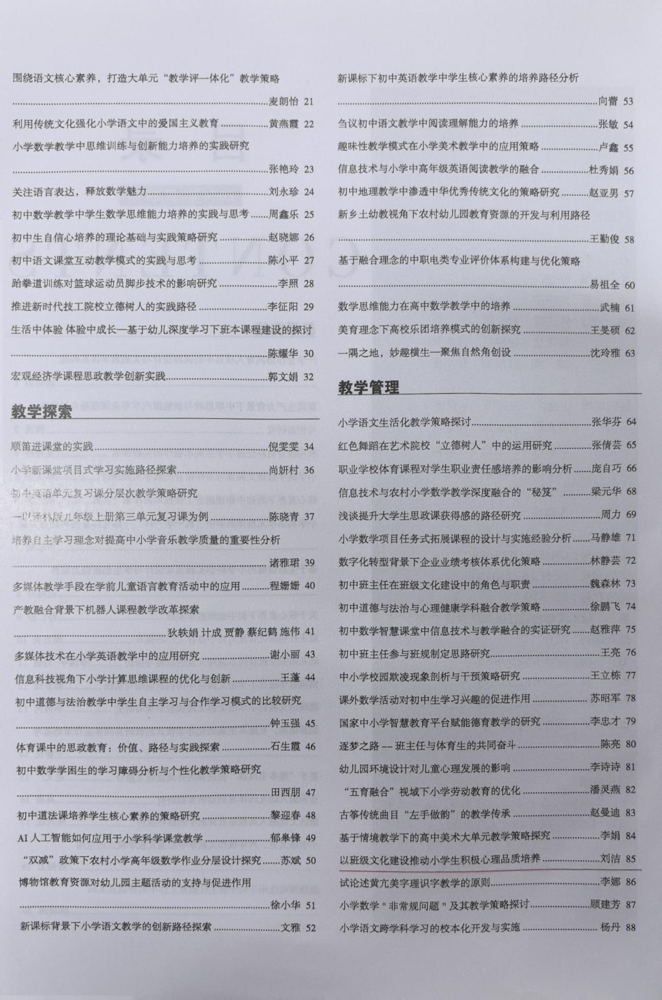 围绕语文核心素养，打造大单元“教学评一体化”教学策略
麦朗怡 21
利用传统文化强化小学语文中的爱国主义教育 黄燕霞 22
小学数学教学中思维训练与创新能力培养的实践研究
张艳玲 23
关注语言表达，释放数学魅力 刘永珍 24
初中数学教学中学生数学思维能力培养的实践与思考 周鑫乐 25
初中生自信心培养的理论基础与实践策略研究 赵晓娜 26
初中语文课堂互动教学模式的实践与思考 陈小平 27
跆拳道训练对篮球运动员脚步技术的影响研究 李照 28
推进新时代技工院校立德树人的实践路径 李征阳 29
生活中体验 体验中成长—基于幼儿深度学习下班本课程建设的探讨
陈耀华 30
宏观经济学课程思政教学创新实践 郭文娟 32
教学探索
顺笛进课堂的实践 倪雯雯 34
小学新课堂项目式学习实施路径探索 尚妍村 36
初中英语单元复习课分层次教学策略研究
—以译林版九年级上册第三单元复习课为例 陈晓青 37
培养自主学习理念对提高中小学音乐教学质量的重要性分析
诸雅珺 39
多媒体教学手段在学前儿童语言教育活动中的应用 程姗姗 40
产教融合背景下机器人课程教学改革探索
狄轶娟 计成 贾静 蔡纪鹤 施伟 41
多媒体技术在小学英语教学中的应用研究 谢小丽 43
信息科技视角下小学计算思维课程的优化与创新 王蓬 44
初中道德与法治教学中学生自主学习与合作学习模式的比较研究
钟玉强 45
体育课中的思政教育：价值、路径与实践探索 石生霞 46
初中数学学困生的学习障碍分析与个性化教学策略研究
田西朋 47
初中道法课培养学生核心素养的策略研究 黎迎春 48
AI 人工智能如何应用于小学科学课堂教学 郁皋锋 49
“双减”政策下农村小学高年级数学作业分层设计探究 苏斌 50
博物馆教育资源对幼儿园主题活动的支持与促进作用
徐小华 51
新课标背景下小学语文教学的创新路径探索 文雅 52
新课标下初中英语教学中学生核心素养的培养路径分析
向蕾 53
刍议初中语文教学中阅读理解能力的培养 张敏 54
趣味性教学模式在小学美术教学中的应用策略 卢鑫 55
信息技术与小学中高年级英语阅读教学的融合 杜秀娟 56
初中地理教学中渗透中华优秀传统文化的策略研究 赵亚男 57
新乡土幼教视角下农村幼儿园教育资源的开发与利用路径
王勤俊 58
基于融合理念的中职电类专业评价体系构建与优化策略
易祖全 60
数学思维能力在高中数学教学中的培养 武楠 61
美育理念下高校乐团培养模式的创新探究 王旻硕 62
一隅之地，妙趣横生—聚焦自然角创设 沈玲雅 63
教学管理
小学语文生活化教学策略探讨 张华芬 64
红色舞蹈在艺术院校“立德树人”中的运用研究 张倩芸 65
职业学校体育课程对学生职业责任感培养的影响分析 庞自巧 66
信息技术与农村小学数学教学深度融合的“秘笈” 梁元华 68
浅谈提升大学生思政课获得感的路径研究 周力 69
小学数学项目任务式拓展课程的设计与实施经验分析 马静雄 71
数字化转型背景下企业业绩考核体系优化策略 林静芸 72
初中班主任在班级文化建设中的角色与职责 魏森林 73
初中道德与法治与心理健康学科融合教学策略 徐鹏飞 74
初中数学智慧课堂中信息技术与教学融合的实证研究 赵雅萍 75
初中班主任参与班规制定思路研究 王亮 76
中小学校园欺凌现象剖析与干预策略研究 王立栋 77
课外数学活动对初中生学习兴趣的促进作用 苏昭军 78
国家中小学智慧教育平台赋能德育教学的研究 李忠才 79
逐梦之路 -- 班主任与体育生的共同奋斗 陈亮 80
幼儿园环境设计对儿童心理发展的影响 李诗诗 81
“五育融合”视域下小学劳动教育的优化 潘灵燕 82
古筝传统曲目“左手做韵”的教学传承 赵曼迪 83
基于情境教学下的高中美术大单元教学策略探究 李娟 84
以班级文化建设推动小学生积极心理品质培养 刘洁 85
试论述黄亢美字理识字教学的原则 李娜 86
小学数学 " 非常规问题 " 及其教学策略探讨 顾建芳 87
小学语文跨学科学习的校本化开发与实施 杨丹 88